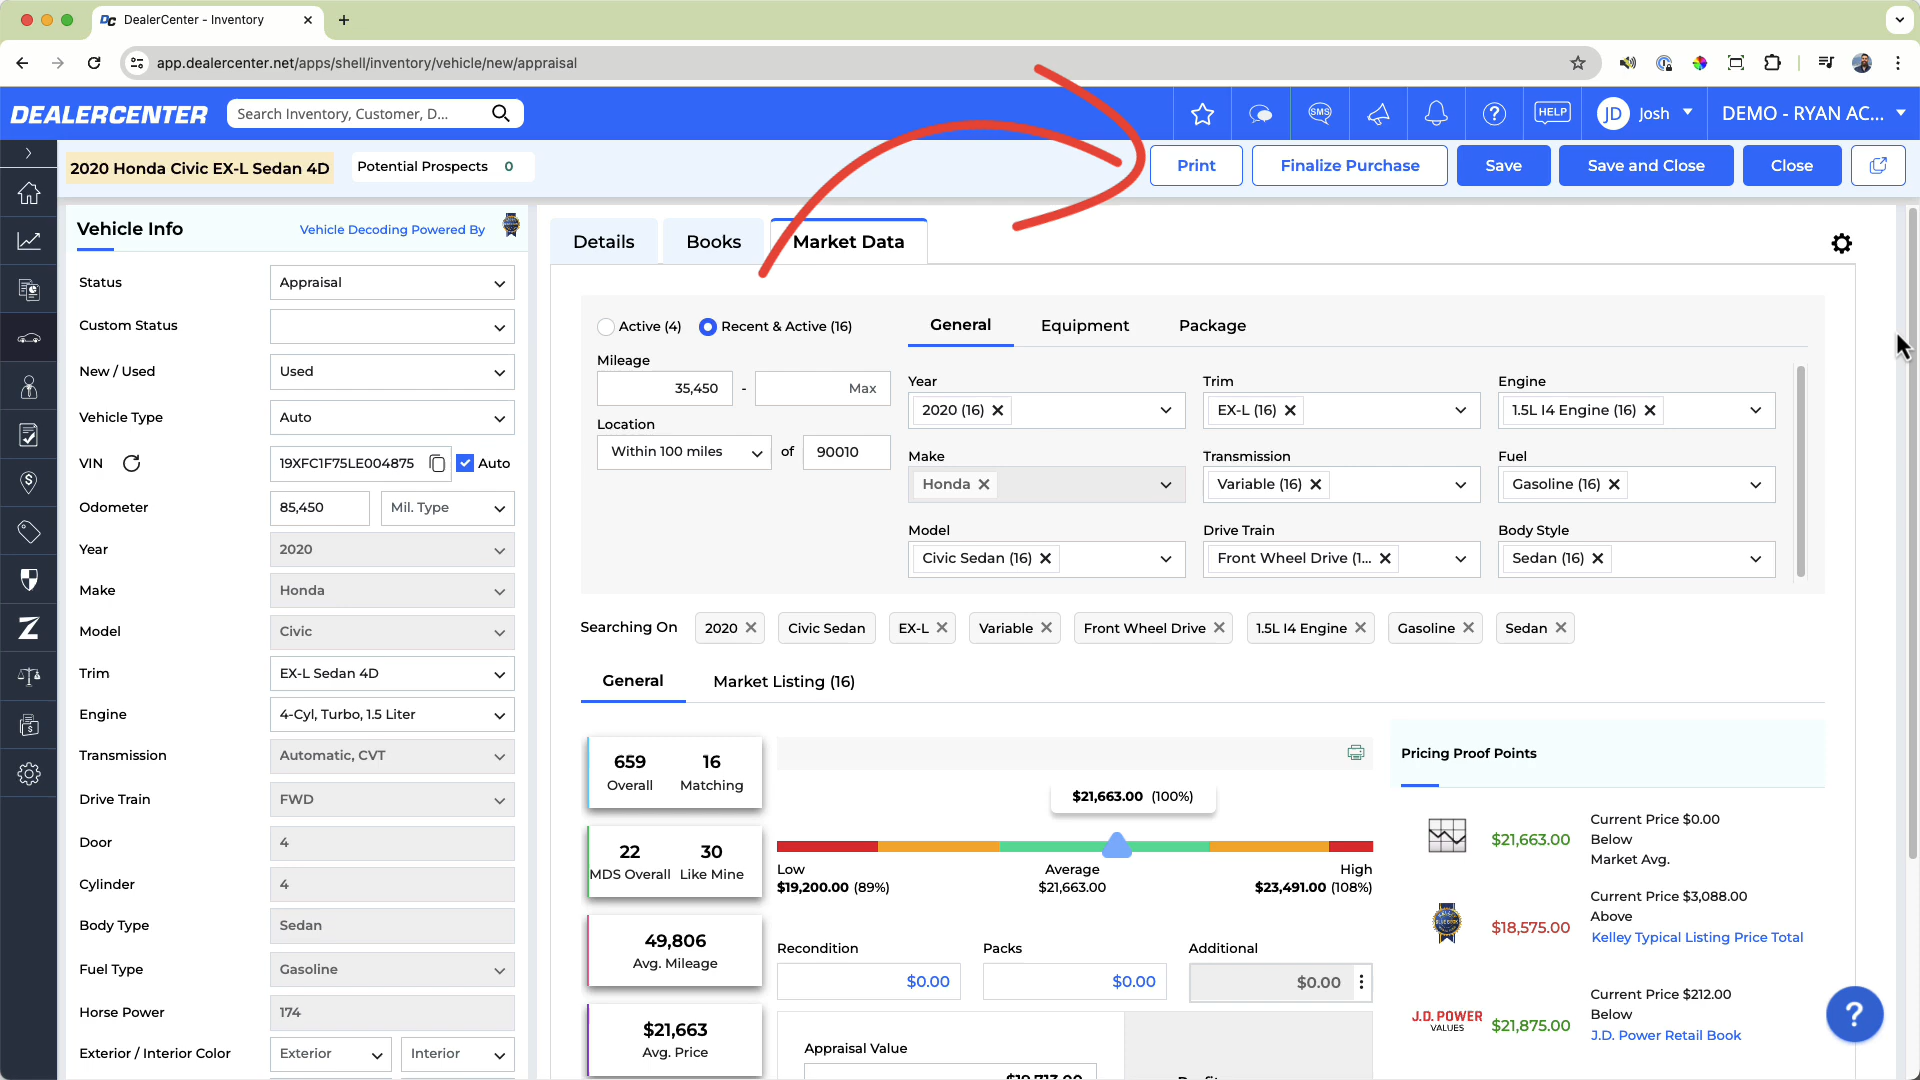 DC DealerCenter - Inventory
app.dealercenter.net/apps/shell/inventory/vehicle/new/appraisal
DEALERCENTER
Search Inventory, Customer, D...
SMS
HELP
JD Josh
DEMO - RYAN AC...
2020 Honda Civic EX-L Sedan 4D
Potential Prospects 0
Print
Finalize Purchase
Save
Save and Close
Close
Vehicle Info
Vehicle Decoding Powered By
Status
Appraisal
Custom Status
New / Used
Used
Vehicle Type
Auto
VIN
19XFC1F75LE004875
Auto
Odometer
85,450
Mil. Type
Year
2020
Make
Honda
Model
Civic
Trim
EX-L Sedan 4D
Engine
4-Cyl, Turbo, 1.5 Liter
Transmission
Automatic, CVT
Drive Train
FWD
Door
4
Cylinder
4
Body Type
Sedan
Fuel Type
Gasoline
Horse Power
174
Exterior / Interior Color
Exterior
Interior
Details
Books
Market Data
Active (4)
Recent & Active (16)
Mileage
35,450 - Max
Location
Within 100 miles of 90010
General
Equipment
Package
Year
2020 (16)
Trim
EX-L (16)
Engine
1.5L I4 Engine (16)
Make
Honda
Transmission
Variable (16)
Fuel
Gasoline (16)
Model
Civic Sedan (16)
Drive Train
Front Wheel Drive (1...
Body Style
Sedan (16)
Searching On
2020
Civic Sedan
EX-L
Variable
Front Wheel Drive
1.5L I4 Engine
Gasoline
Sedan
General
Market Listing (16)
659
Overall
16
Matching
22
MDS Overall
30
Like Mine
49,806
Avg. Mileage
$21,663
Avg. Price
$21,663.00 (100%)
Low
$19,200.00 (89%)
Average
$21,663.00
High
$23,491.00 (108%)
Recondition
$0.00
Packs
$0.00
Additional
$0.00
Appraisal Value
Pricing Proof Points
$21,663.00
Current Price $0.00
Below
Market Avg.
$18,575.00
Current Price $3,088.00
Above
Kelley Typical Listing Price Total
J.D. POWER
VALUES
$21,875.00
Current Price $212.00
Below
J.D. Power Retail Book
?